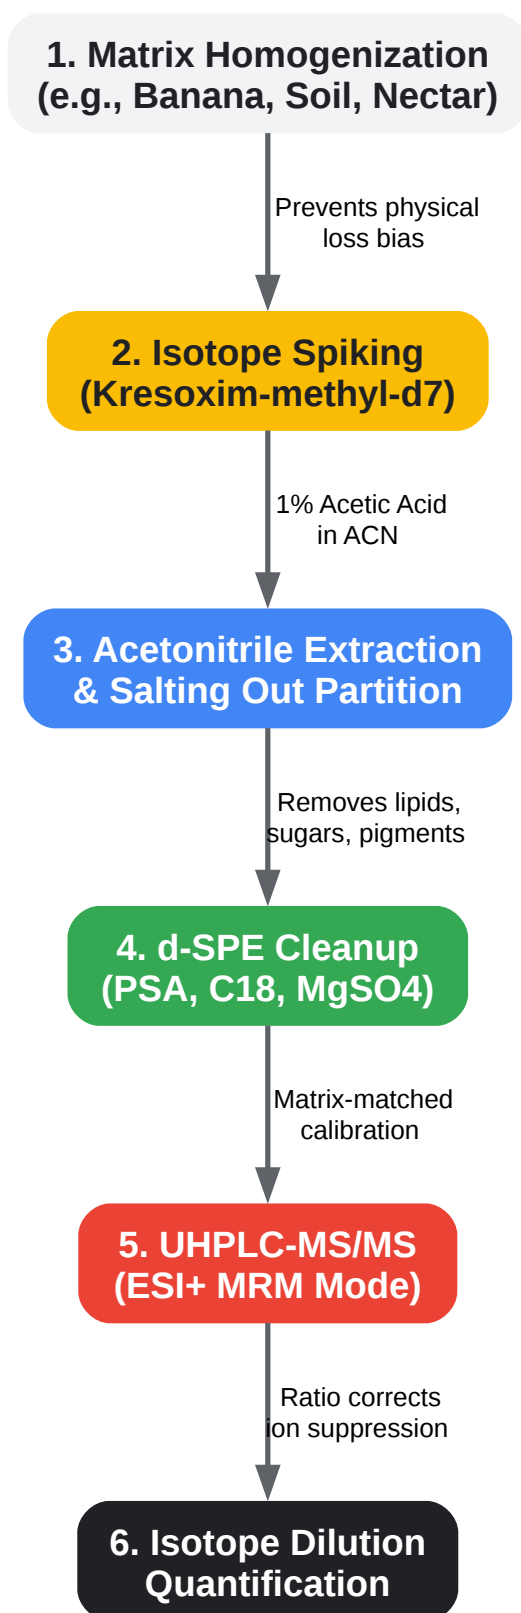 1. Matrix Homogenization
(e.g., Banana, Soil, Nectar)
Prevents physical
loss bias
2. Isotope Spiking
(Kresoxim-methyl-d7)
1% Acetic Acid
in ACN
3. Acetonitrile Extraction
& Salting Out Partition
Removes lipids,
sugars, pigments
4. d-SPE Cleanup
(PSA, C18, MgSO4)
Matrix-matched
calibration
5. UHPLC-MS/MS
(ESI+ MRM Mode)
Ratio corrects
ion suppression
6. Isotope Dilution
Quantification